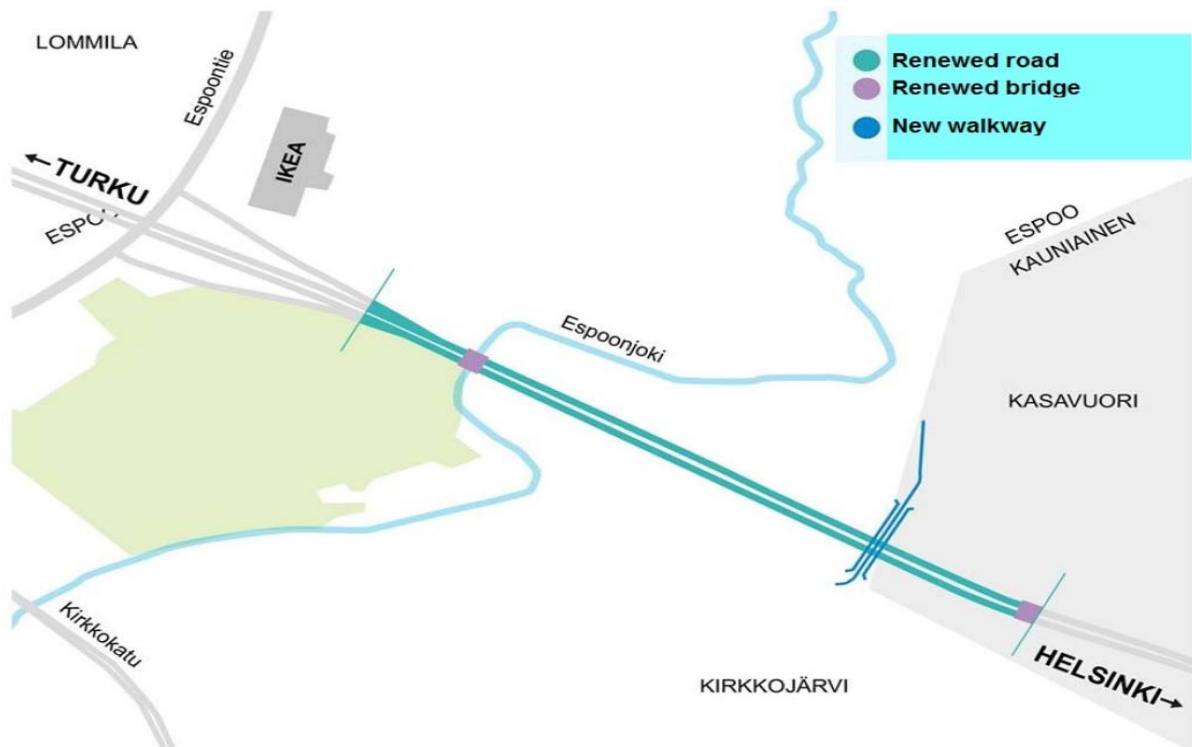 LOMMILA
Espoontie
IKEA
←TURKU
Renewed road
Renewed bridge
New walkway
ESPOO
KAUNIAINEN
Espoonjoki
KASAVUORI
Kirkkokatu
KIRKKOJÄRVI
HELSINKI→